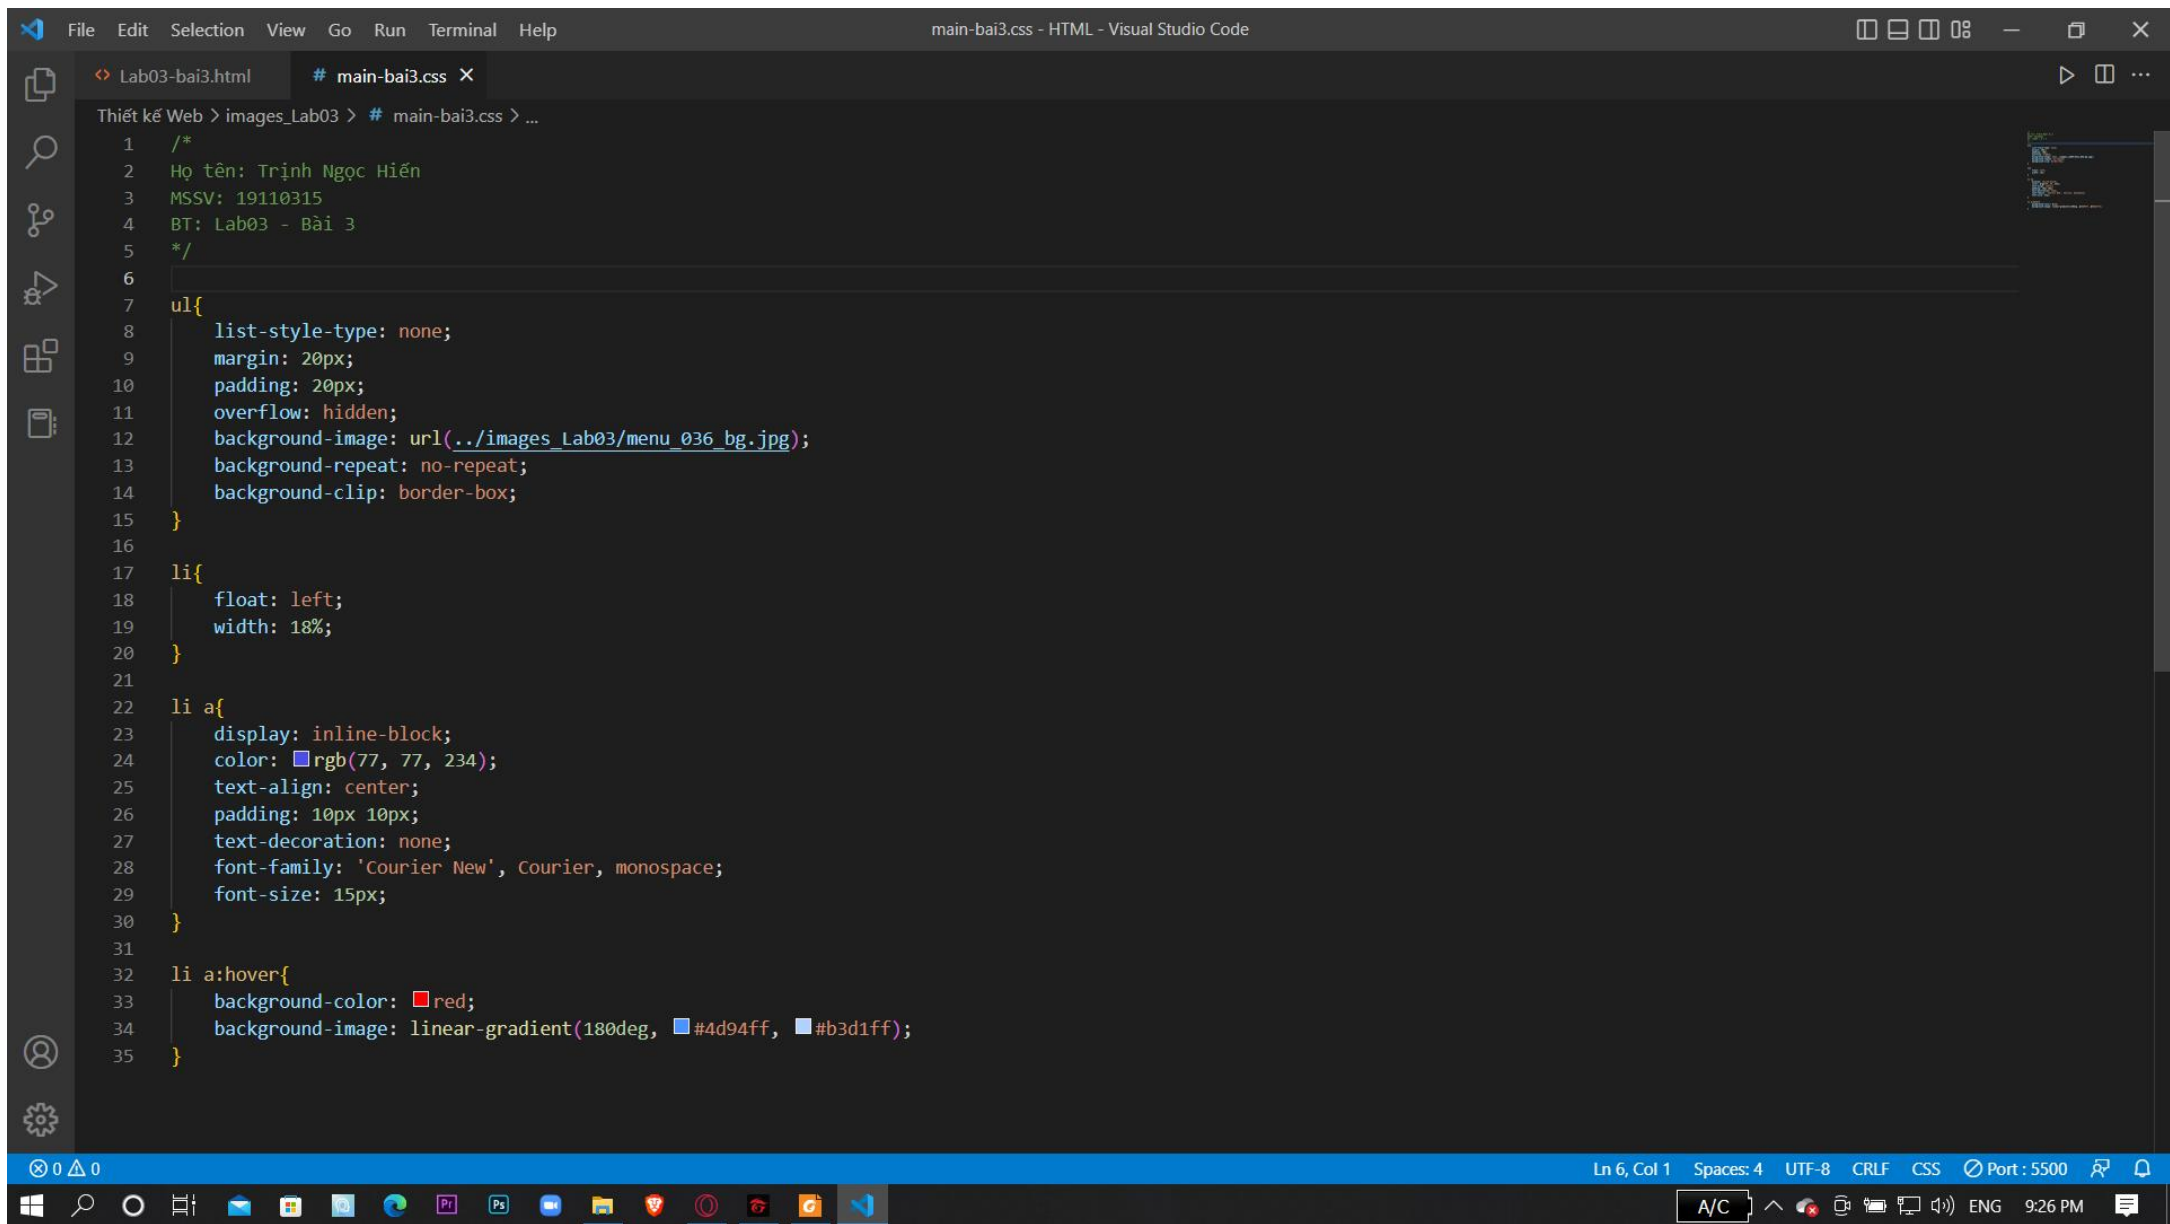 File Edit Selection View Go Run Terminal Help main-bai3.css - HTML - Visual Studio Code
Lab03-bai3.html # main-bai3.css
Thiết kế Web > images_Lab03 > # main-bai3.css > ...
1 /*
2 Họ tên: Trịnh Ngọc Hiến
3 MSSV: 19110315
4 BT: Lab03 - Bài 3
5 */
6
7 ul{
8 list-style-type: none;
9 margin: 20px;
10 padding: 20px;
11 overflow: hidden;
12 background-image: url(../images_Lab03/menu_036_bg.jpg);
13 background-repeat: no-repeat;
14 background-clip: border-box;
15 }
16
17 li{
18 float: left;
19 width: 18%;
20 }
21
22 li a{
23 display: inline-block;
24 color: rgb(77, 77, 234);
25 text-align: center;
26 padding: 10px 10px;
27 text-decoration: none;
28 font-family: 'Courier New', Courier, monospace;
29 font-size: 15px;
30 }
31
32 li a:hover{
33 background-color: red;
34 background-image: linear-gradient(180deg, #4d94ff, #b3d1ff);
35 }
0 0 Ln 6, Col 1 Spaces: 4 UTF-8 CRLF CSS Port : 5500
Pr Ps A/C ENG 9:26 PM